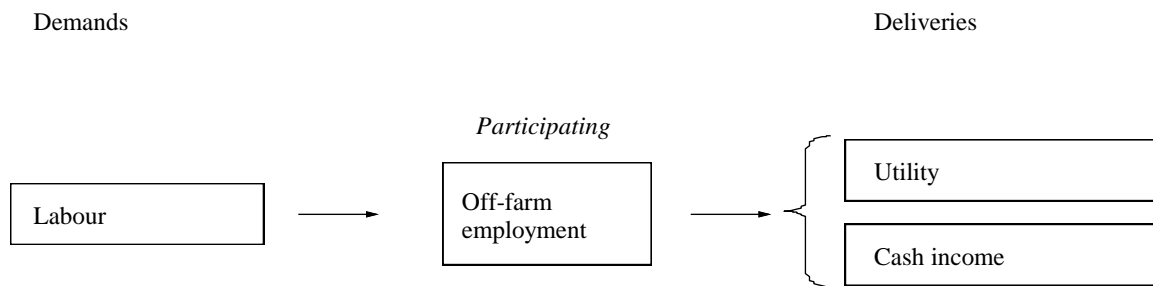 Demands
Deliveries
Participating
Labour
Off-farm
employment
Utility
Cash income